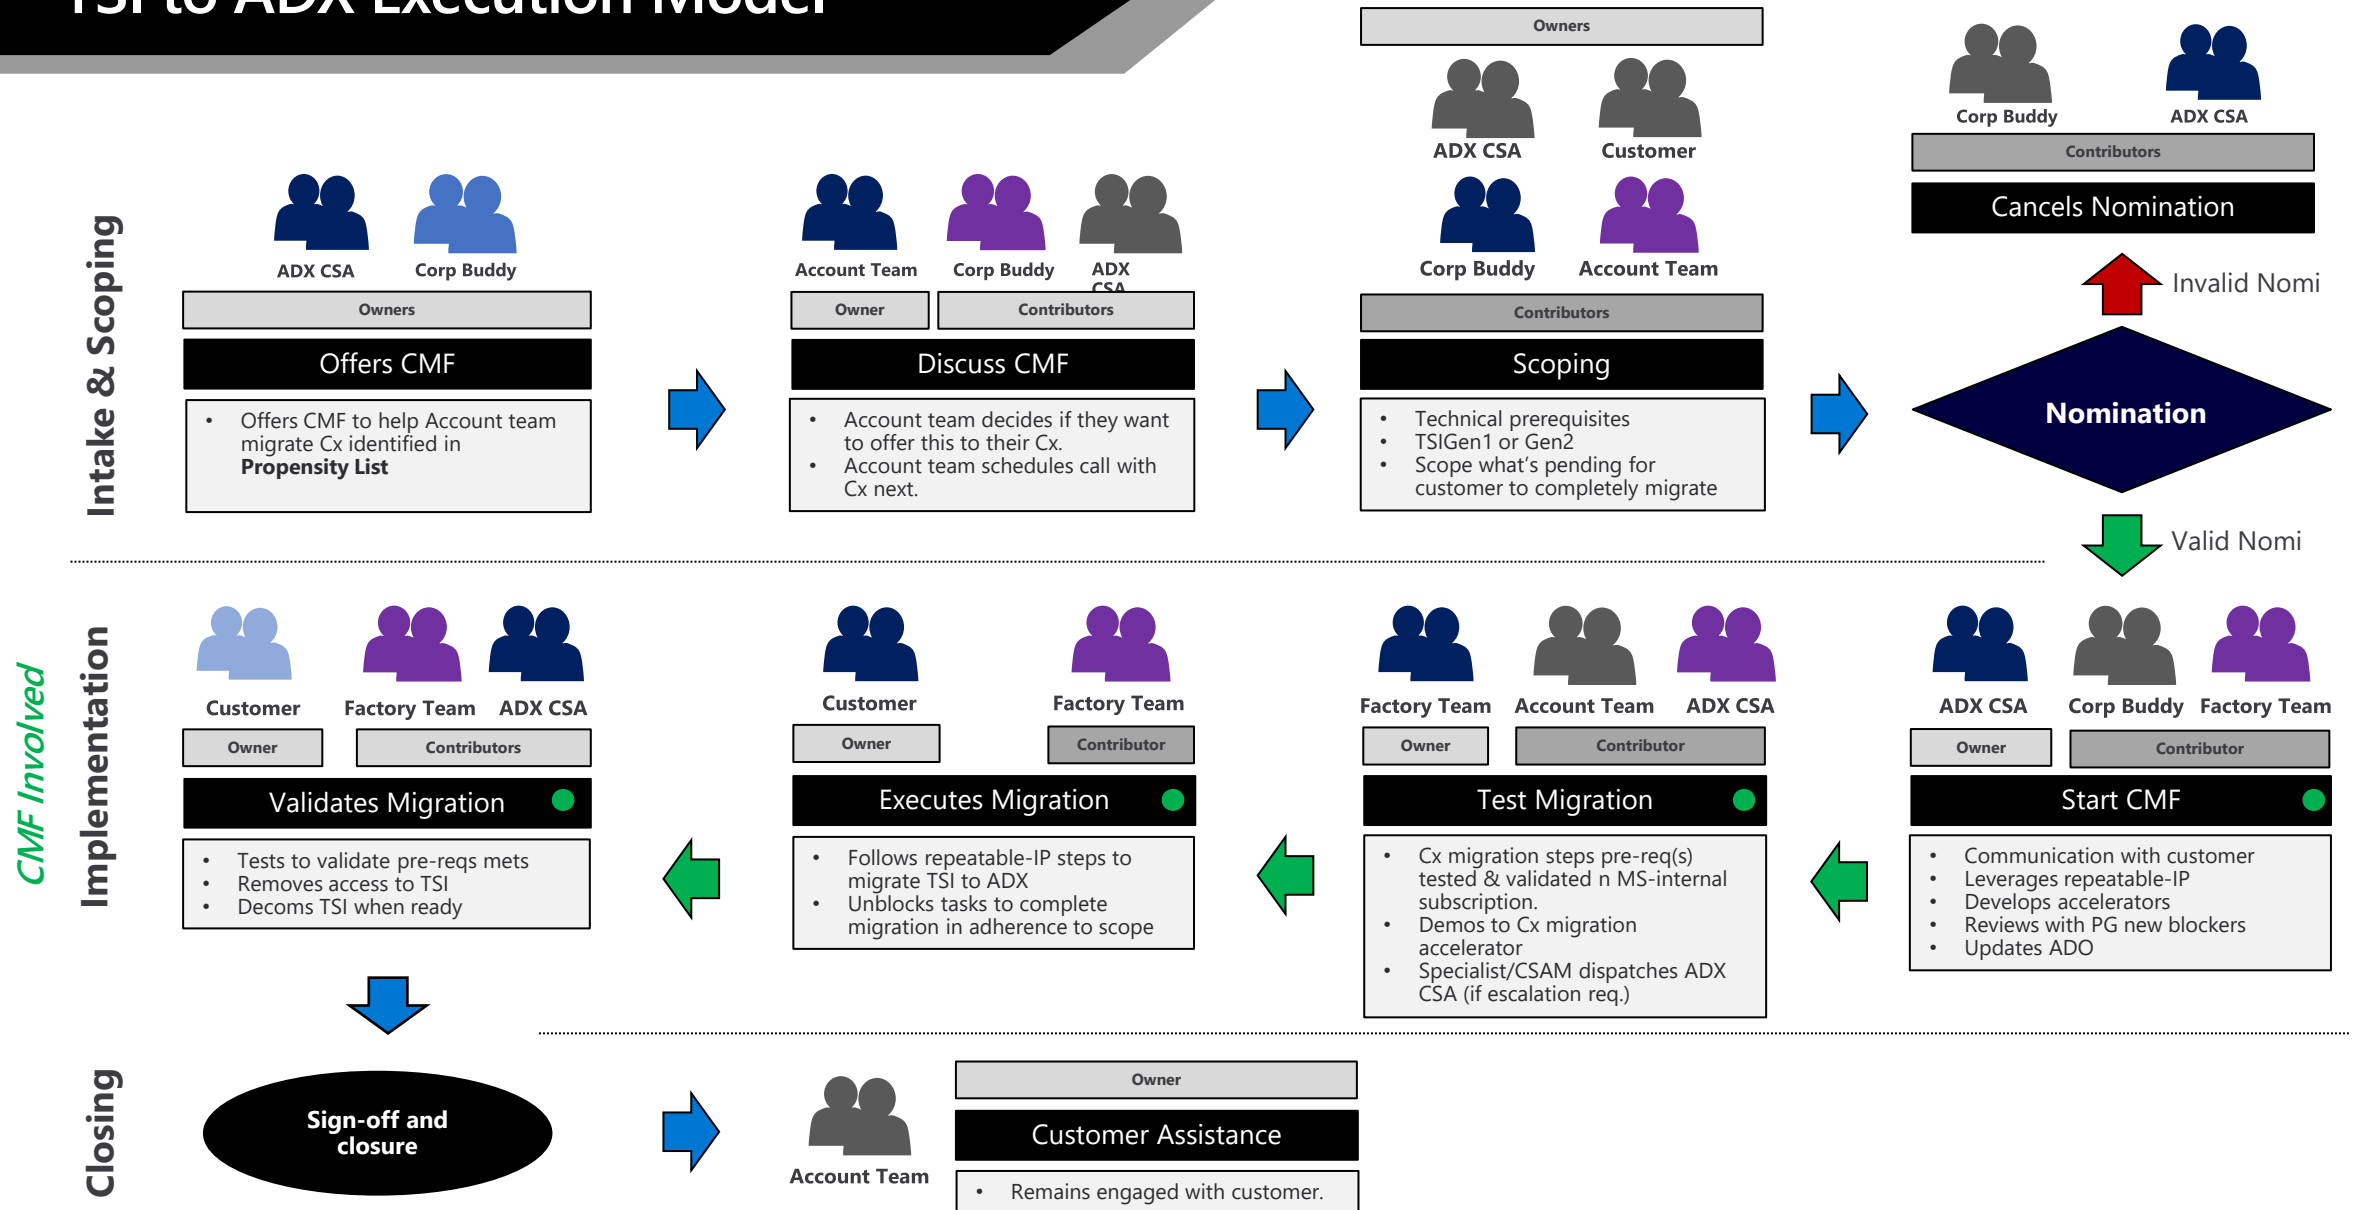 TSI to ADX Execution Model
Intake & Scoping
ADX CSA
Corp Buddy
Owners
Offers CMF
• Offers CMF to help Account team
migrate Cx identified in
Propensity List
Account Team
Corp Buddy
ADX
CSA
Owner
Contributors
Discuss CMF
• Account team decides if they want
to offer this to their Cx.
• Account team schedules call with
Cx next.
Owners
ADX CSA
Customer
Corp Buddy
Account Team
Contributors
Scoping
• Technical prerequisites
• TSIGen1 or Gen2
• Scope what's pending for
customer to completely migrate
Corp Buddy
ADX CSA
Contributors
Cancels Nomination
Invalid Nomi
Nomination
Valid Nomi
CMF Involved
Implementation
Customer
Factory Team
ADX CSA
Owner
Contributors
Validates Migration
• Tests to validate pre-reqs mets
• Removes access to TSI
• Decoms TSI when ready
Customer
Factory Team
Owner
Contributor
Executes Migration
• Follows repeatable-IP steps to
migrate TSI to ADX
• Unblocks tasks to complete
migration in adherence to scope
Factory Team
Account Team
ADX CSA
Owner
Contributor
Test Migration
• Cx migration steps pre-req(s)
tested & validated n MS-internal
subscription.
• Demos to Cx migration
accelerator
• Specialist/CSAM dispatches ADX
CSA (if escalation req.)
ADX CSA
Corp Buddy
Factory Team
Owner
Contributor
Start CMF
• Communication with customer
• Leverages repeatable-IP
• Develops accelerators
• Reviews with PG new blockers
• Updates ADO
Closing
Sign-off and
closure
Account Team
Owner
Customer Assistance
• Remains engaged with customer.